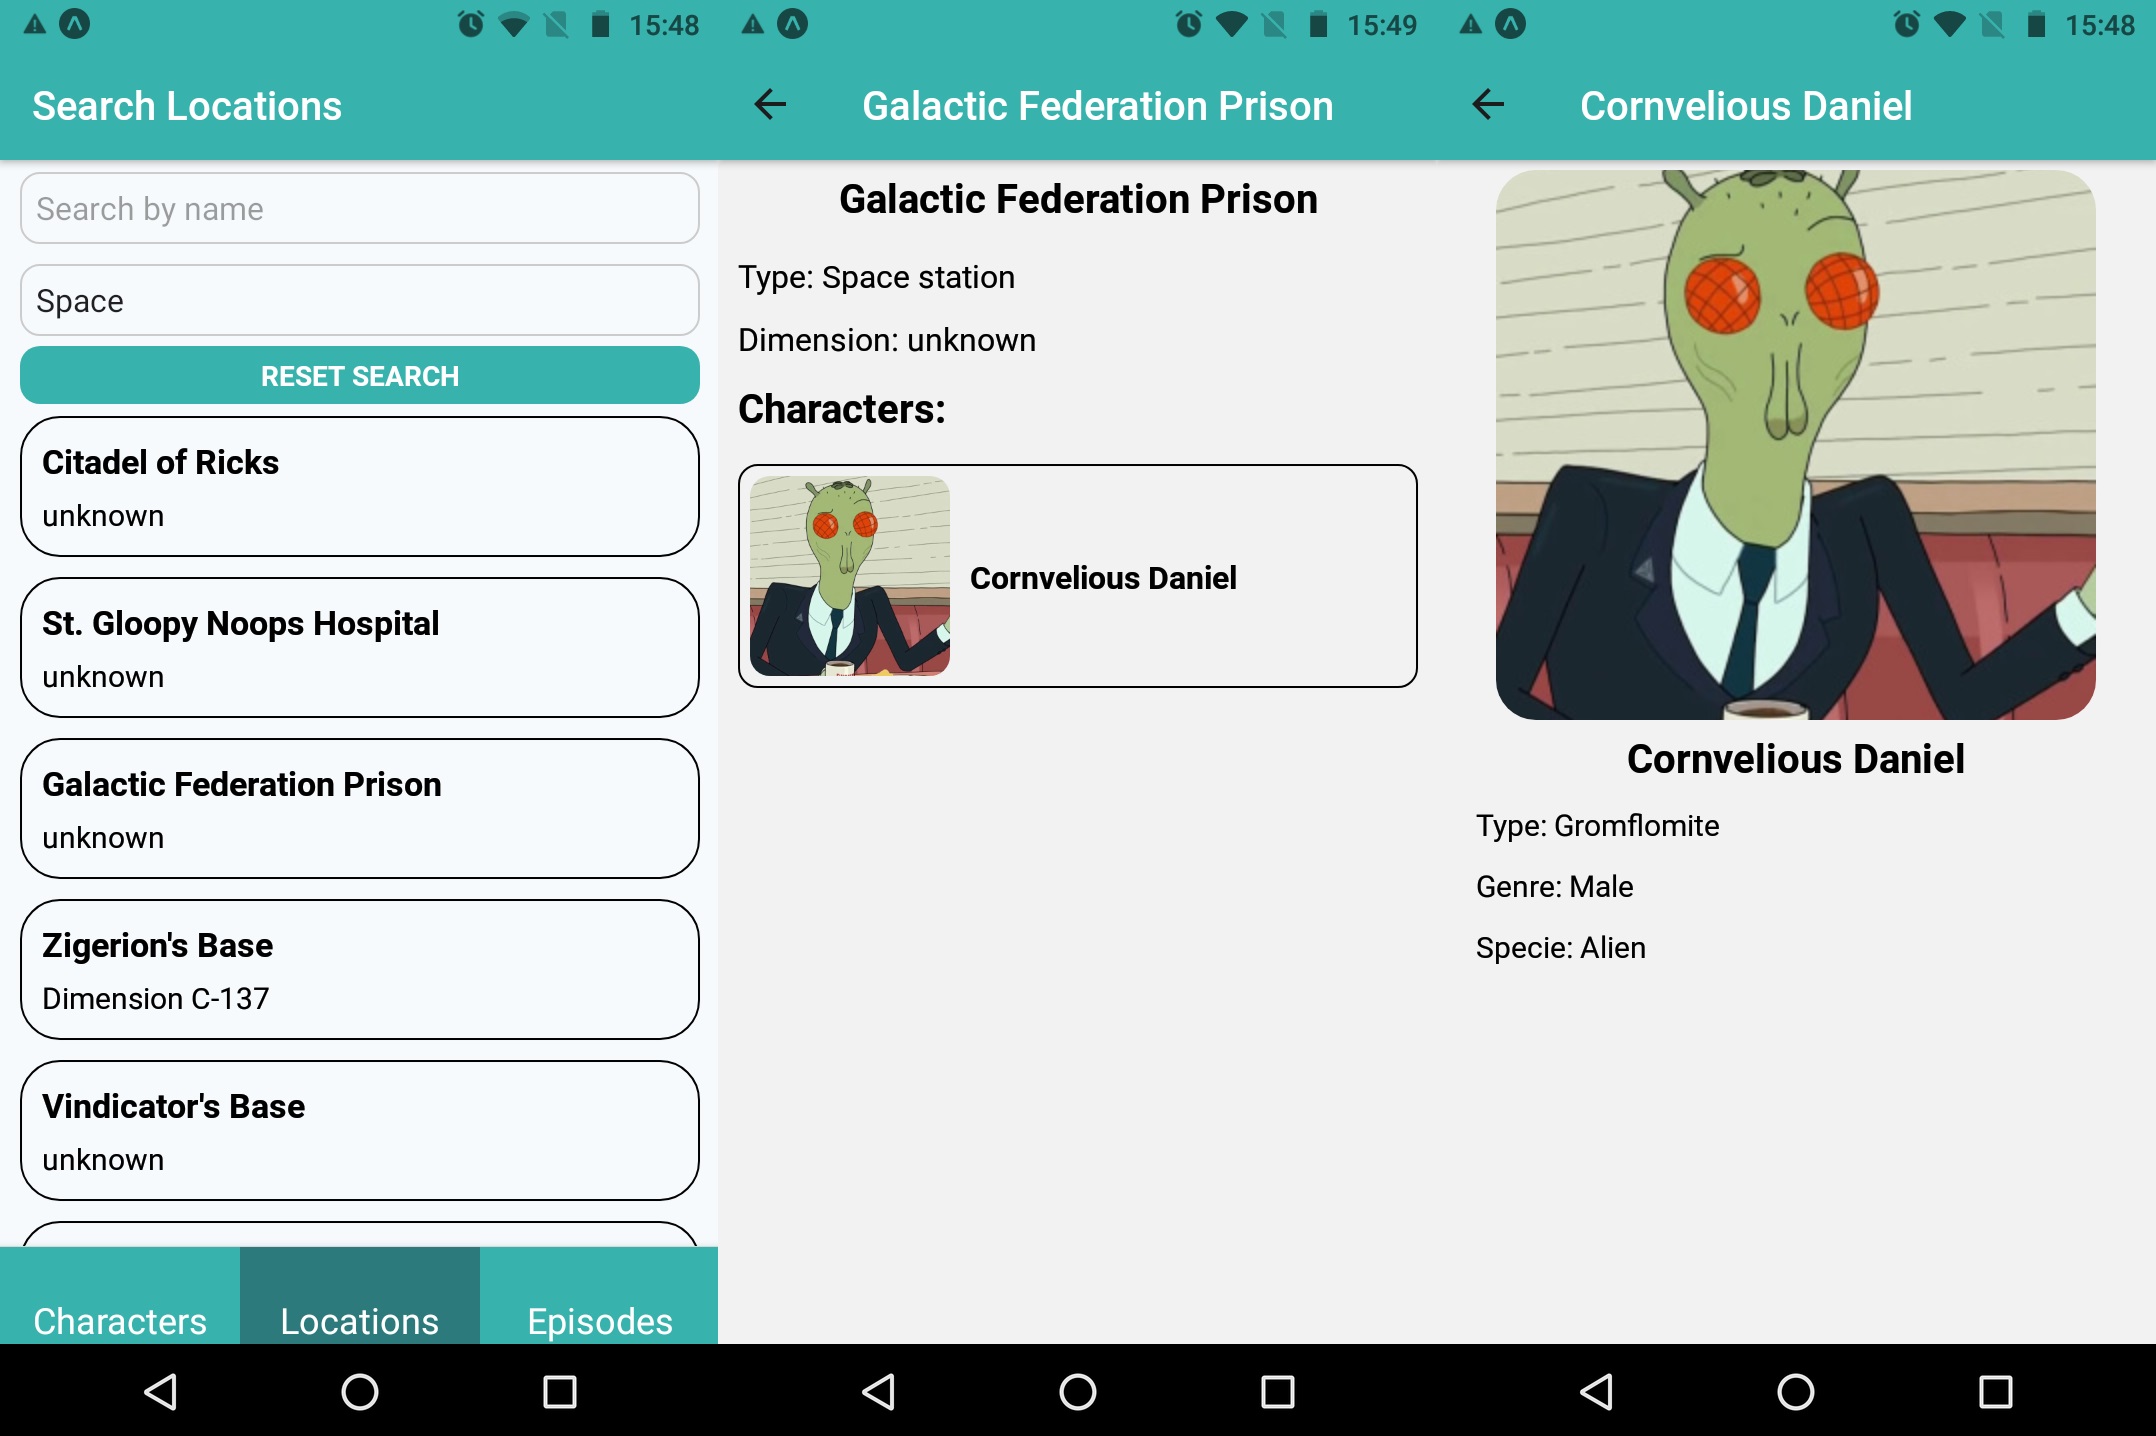 15:48
Search Locations
Search by name
Space
RESET SEARCH
Citadel of Ricks
unknown
St. Gloopy Noops Hospital
unknown
Galactic Federation Prison
unknown
Zigerion's Base
Dimension C-137
Vindicator's Base
unknown
Characters
Locations
Episodes
15:49
Galactic Federation Prison
Galactic Federation Prison
Type: Space station
Dimension: unknown
Characters:
Cornvelious Daniel
15:48
Cornvelious Daniel
Cornvelious Daniel
Type: Gromflomite
Genre: Male
Specie: Alien